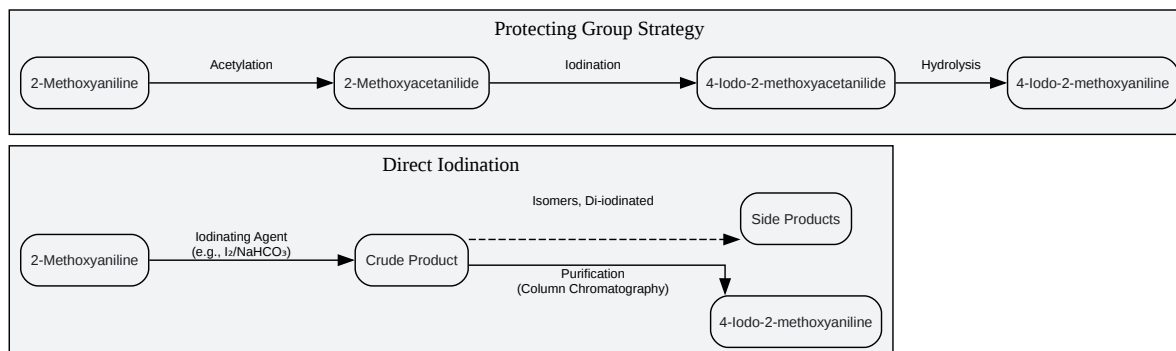 Protecting Group Strategy
2-Methoxyaniline
Acetylation
2-Methoxyacetanilide
Iodination
4-Iodo-2-methoxyacetanilide
Hydrolysis
4-Iodo-2-methoxyaniline
Direct Iodination
2-Methoxyaniline
Iodinating Agent
(e.g., I₂/NaHCO₃)
Crude Product
Isomers, Di-iodinated
Side Products
Purification
(Column Chromatography)
4-Iodo-2-methoxyaniline